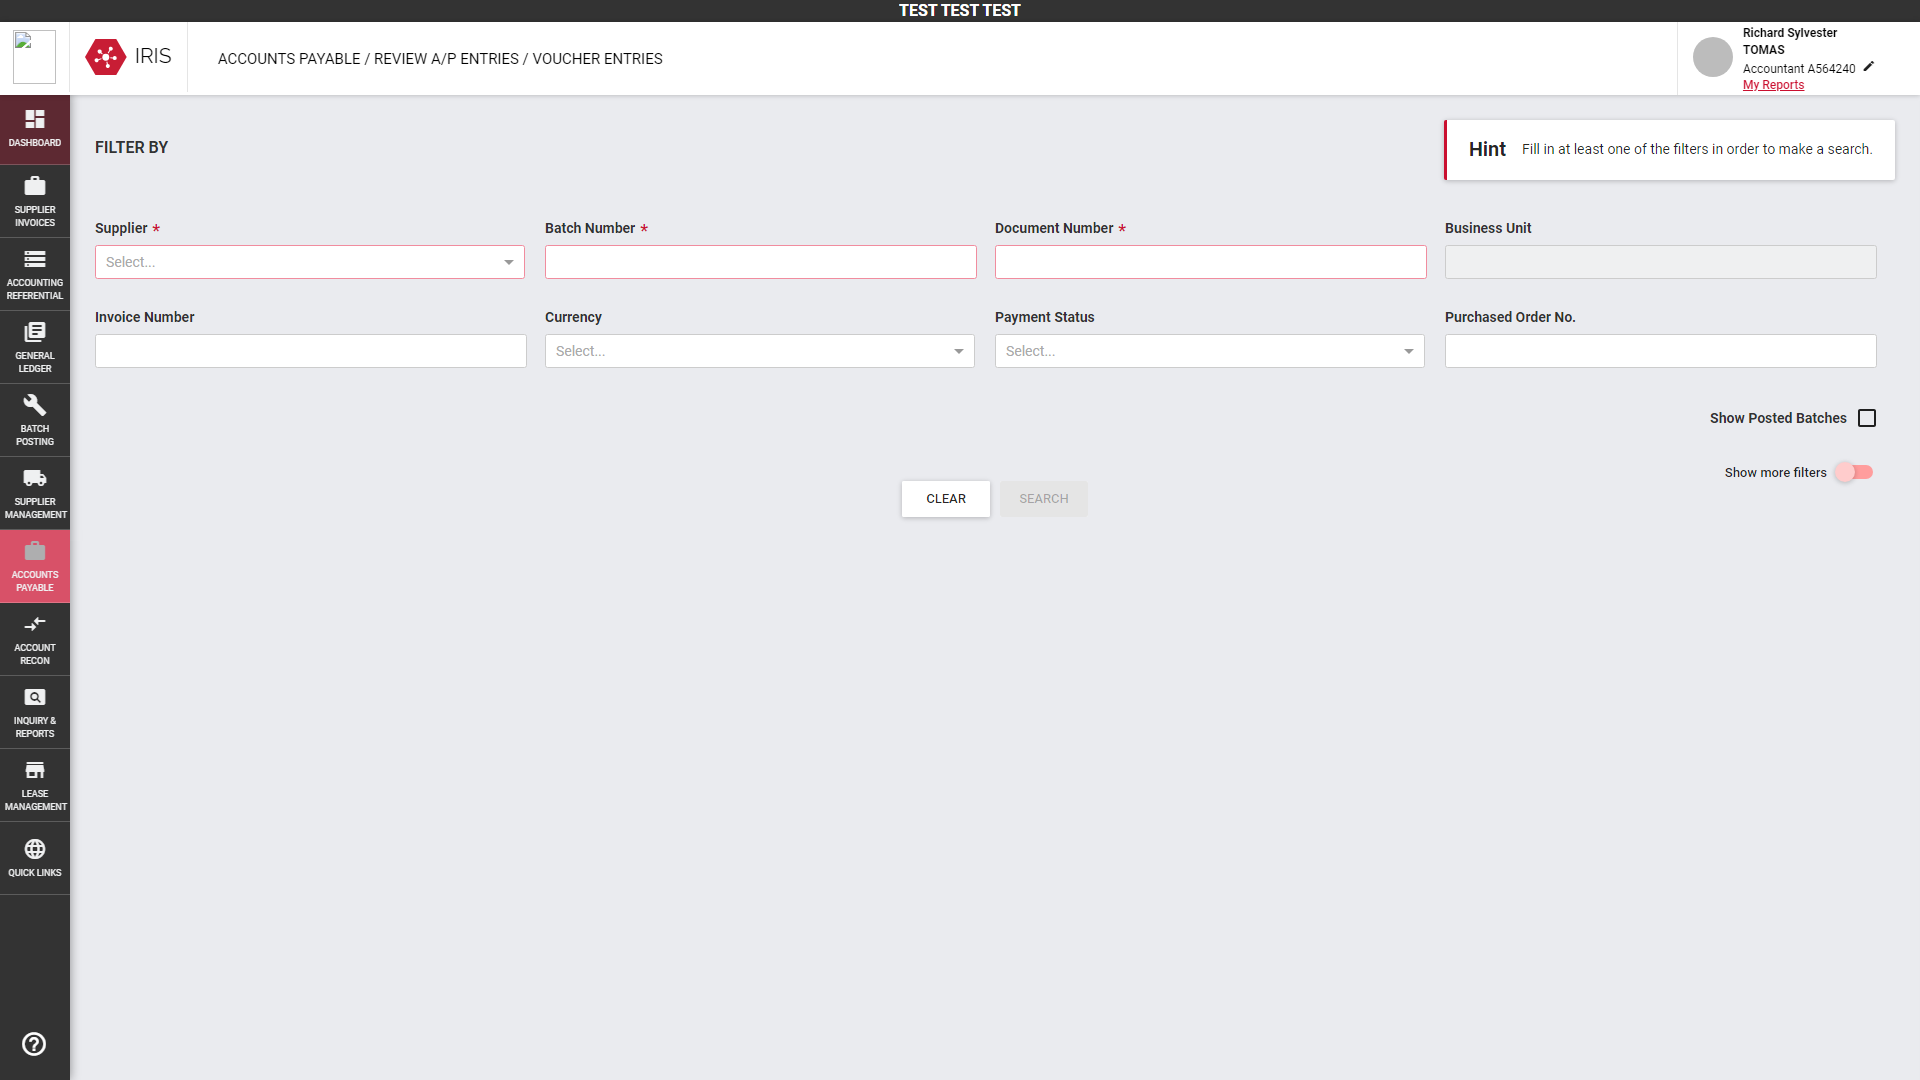 TEST TEST TEST
IRIS
ACCOUNTS PAYABLE / REVIEW A/P ENTRIES / VOUCHER ENTRIES
Richard Sylvester
TOMAS
Accountant A564240
My Reports
DASHBOARD
SUPPLIER
INVOICES
ACCOUNTING
REFERENTIAL
GENERAL
LEDGER
BATCH
POSTING
SUPPLIER
MANAGEMENT
ACCOUNTS
PAYABLE
ACCOUNT
RECON
INQUIRY &
REPORTS
LEASE
MANAGEMENT
QUICK LINKS
FILTER BY
Hint Fill in at least one of the filters in order to make a search.
Supplier * Batch Number * Document Number * Business Unit
Select...
Invoice Number Currency Payment Status Purchased Order No.
Select... Select...
Show Posted Batches
Show more filters
CLEAR SEARCH